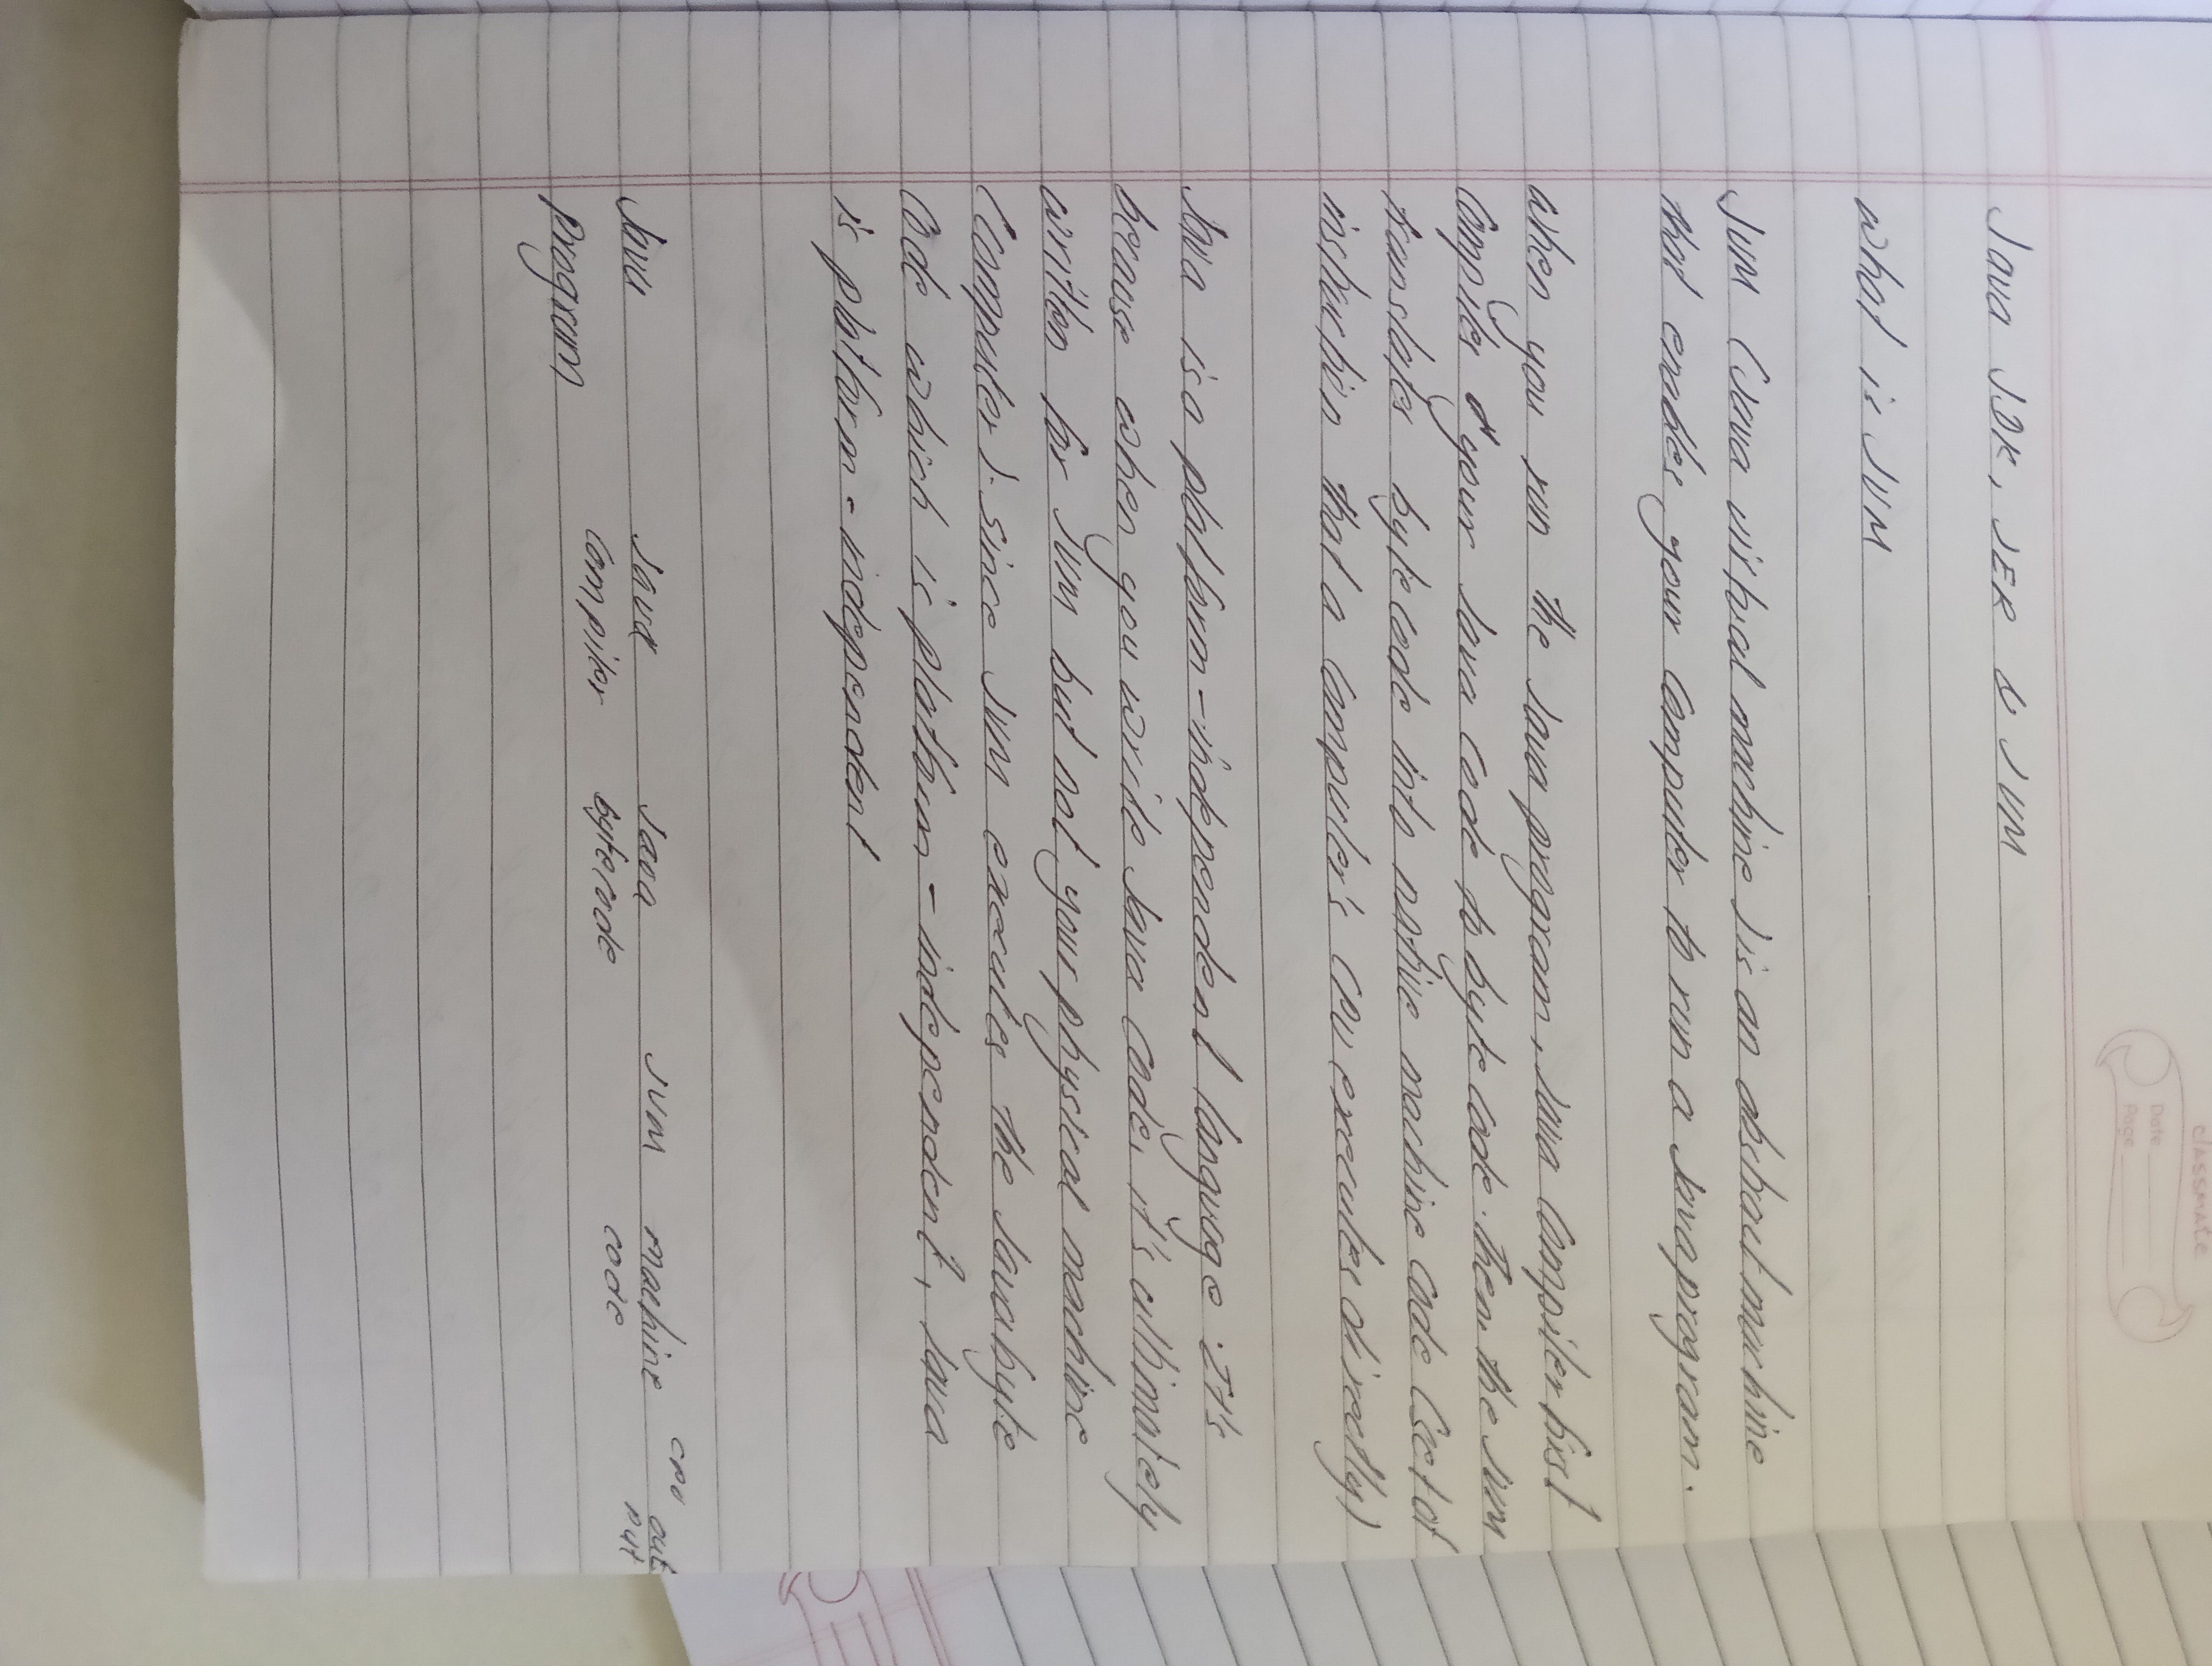 classmate
Date
Page
Java JDK, JER & JVM
what is JVM
JVM (Java virtual machine) is an abstract machine
that enables your computer to run a Java program.
when you run the Java program, Java compiler first
compiles your Java code to bytecode. then the JVM
translates bytecode into native machine code (set of
instruction that a computer's CPU executes directly)
Java is a platform-independent language. It's
because when you write Java code, it's ultimately
written for JVM but not your physical machine
(computer). since JVM executes the Java byte
code which is platform-independent, Java
is platform-independent
Java Java Java JVM machine CPU out
program compiler bytecode code put